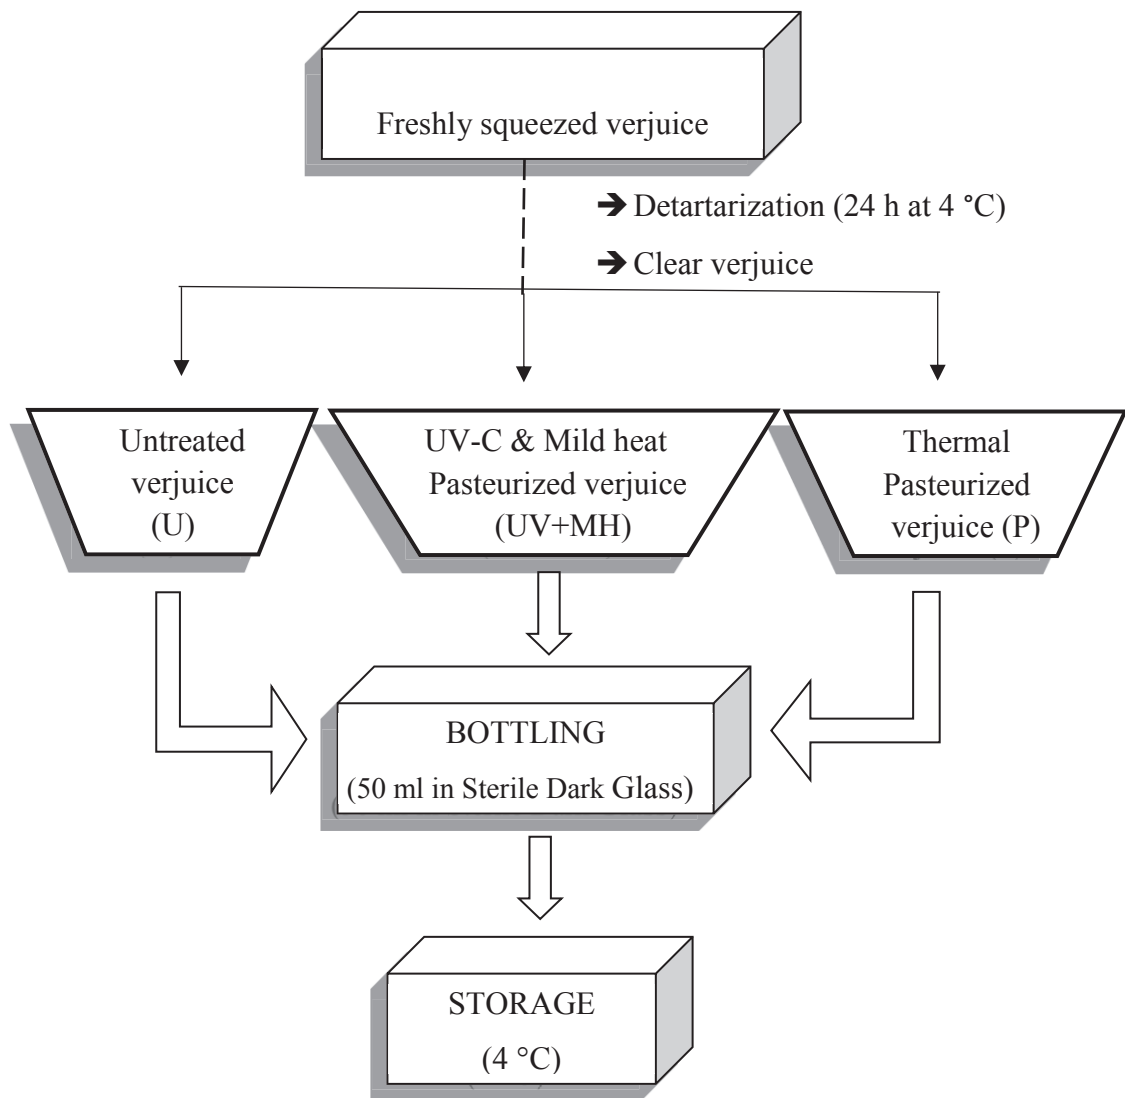 Freshly squeezed verjuice
➔ Detartarization (24 h at 4 °C)
➔ Clear verjuice
Untreated
verjuice
(U)
UV-C & Mild heat
Pasteurized verjuice
(UV+MH)
Thermal
Pasteurized
verjuice (P)
BOTTLING
(50 ml in Sterile Dark Glass)
STORAGE
(4 °C)